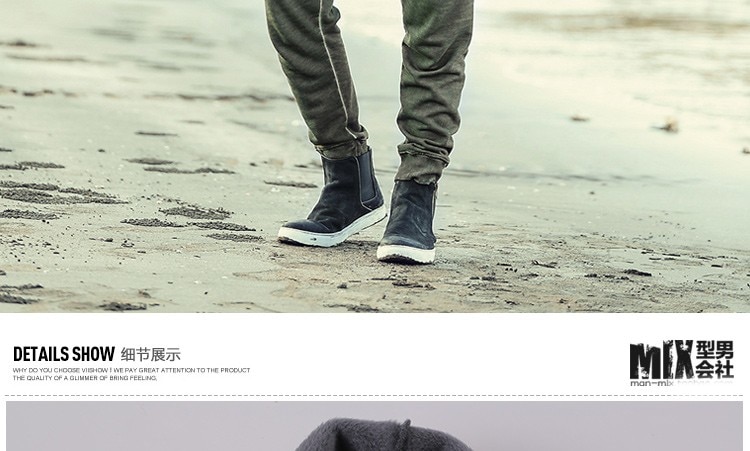 DETAILS SHOW 细节展示
WHY DO YOU CHOOSE VIISHOW I WE PAY GREAT ATTENTION TO THE PRODUCT
THE QUALITY OF A GLIMMER OF BRING FEELING.
MIX 型男
会社
man-mix